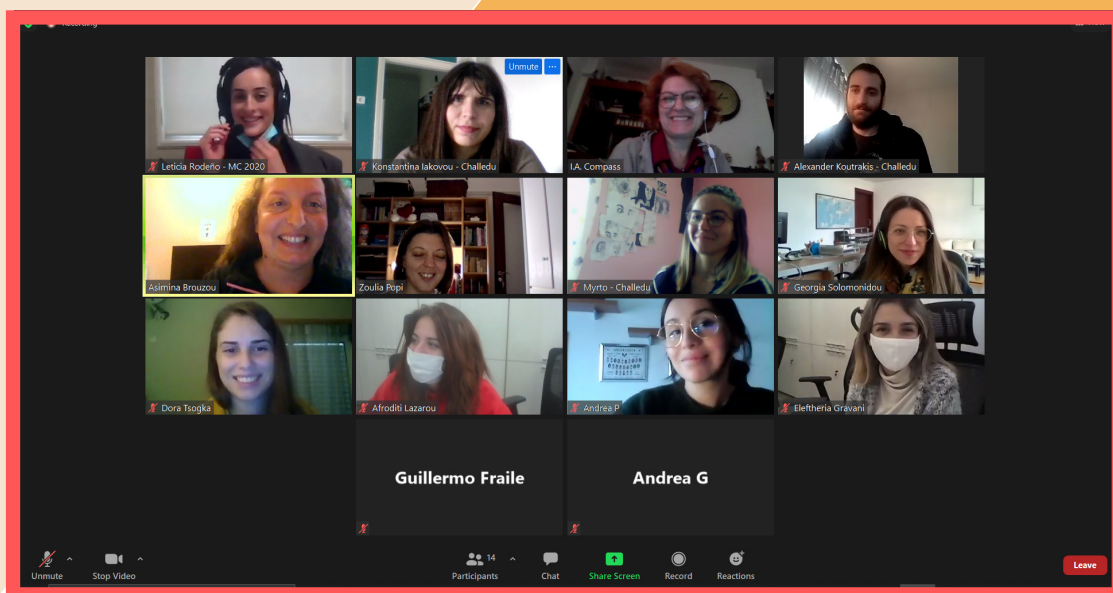 Recording
Unmute ...
Leticia Rodeño - MC 2020
Konstantina Iakovou - Challedu
I.A. Compass
Alexander Koutrakis - Challedu
Asimina Brouzou
Zoulia Popi
Myrto - Challedu
Georgia Solomonidou
Dora Tsogka
Afroditi Lazarou
Andrea P
Eleftheria Gravani
Guillermo Fraile
Andrea G
14
Unmute
Stop Video
Participants
Chat
Share Screen
Record
Reactions
Leave